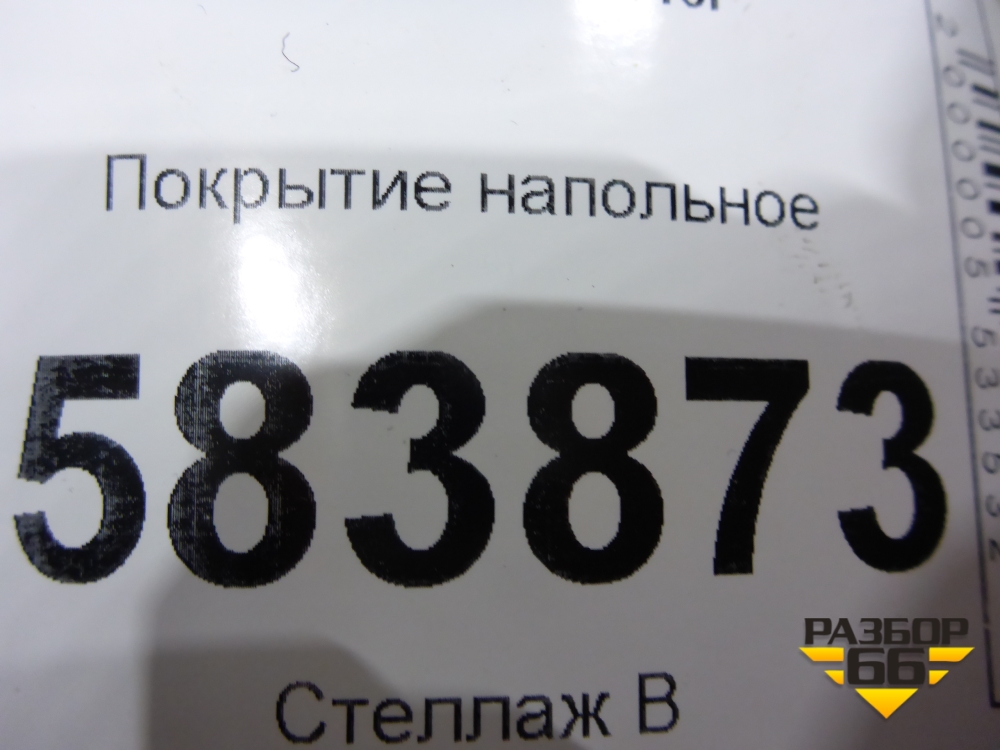 Покрытие напольное
583873
Стеллаж В
РАЗБОР
66